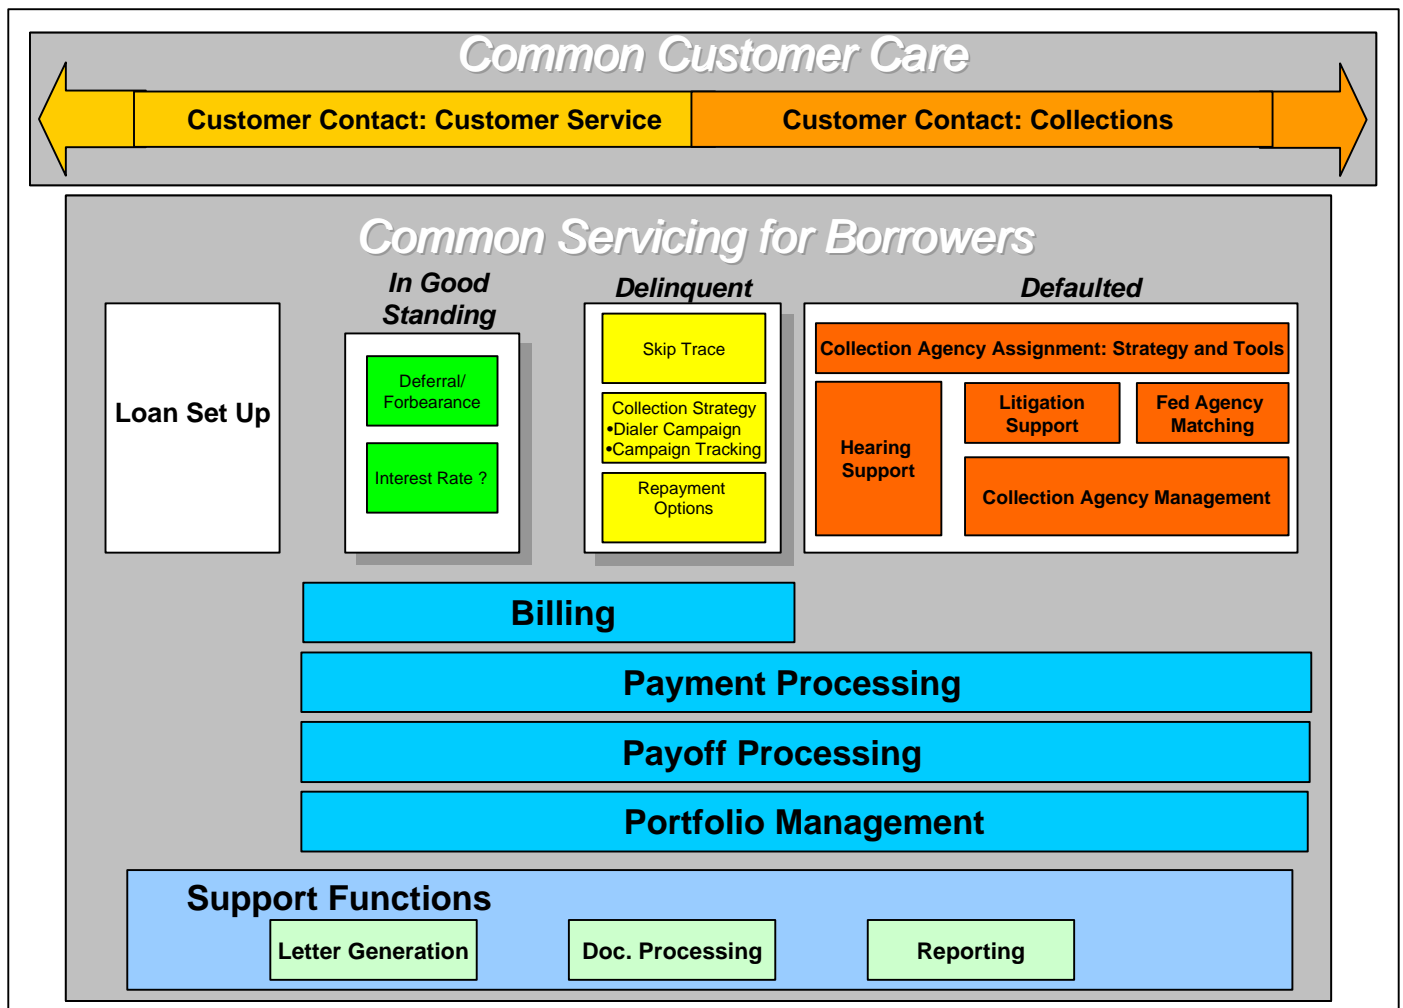 Common Customer Care
Customer Contact: Customer Service
Customer Contact: Collections
Common Servicing for Borrowers
In Good
Standing
Delinquent
Defaulted
Loan Set Up
Deferral/
Forbearance
Interest Rate ?
Skip Trace
Collection Strategy
•Dialer Campaign
•Campaign Tracking
Repayment
Options
Collection Agency Assignment: Strategy and Tools
Hearing
Support
Litigation
Support
Fed Agency
Matching
Collection Agency Management
Billing
Payment Processing
Payoff Processing
Portfolio Management
Support Functions
Letter Generation
Doc. Processing
Reporting